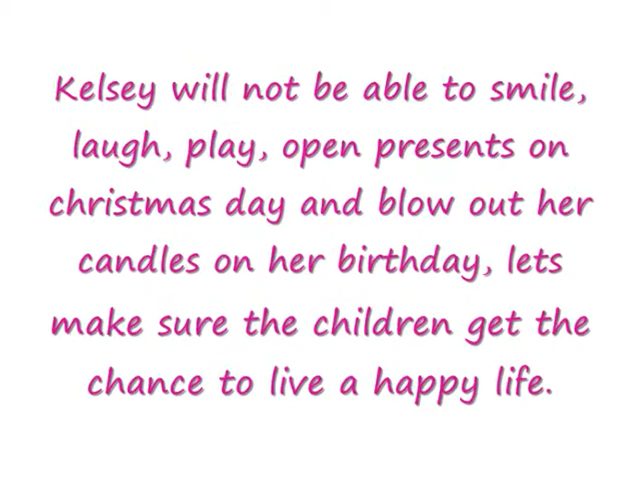 Kelsey will not be able to smile,
laugh, play, open presents on
christmas day and blow out her
candles on her birthday, lets
make sure the children get the
chance to live a happy life.